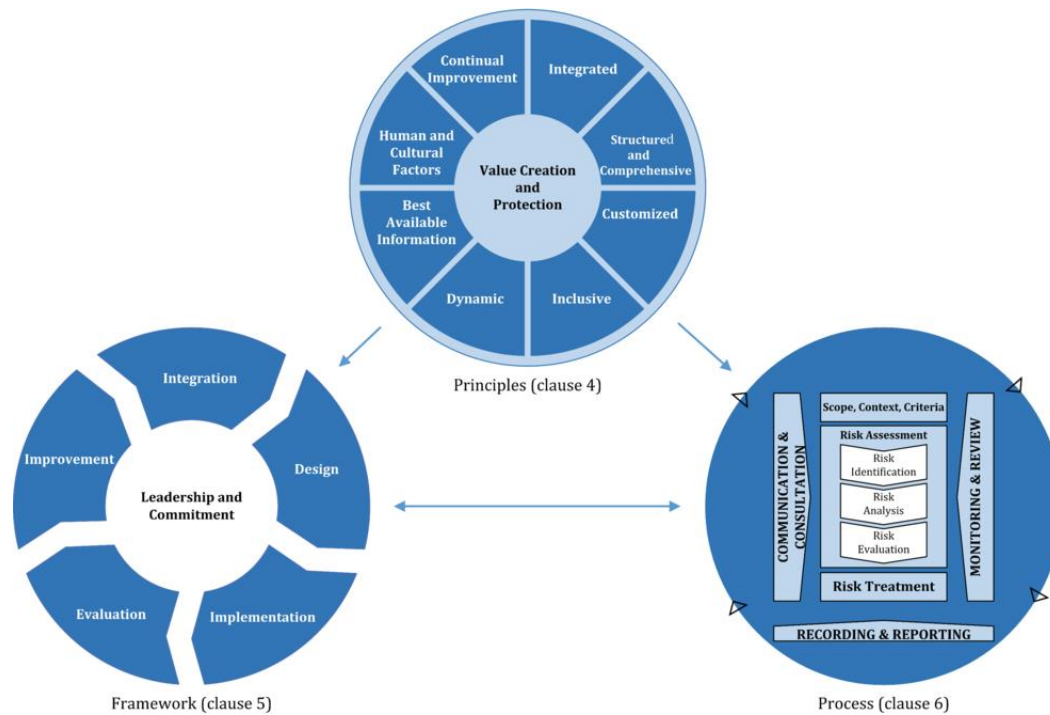 Continual
Improvement
Integrated
Human and
Cultural
Factors
Structured
and
Comprehensive
Value Creation
and
Protection
Best
Available
Information
Customized
Dynamic
Inclusive
Principles (clause 4)
Integration
Improvement
Design
Leadership and
Commitment
Evaluation
Implementation
Framework (clause 5)
Scope, Context, Criteria
Risk Assessment
Risk
Identification
Risk
Analysis
Risk
Evaluation
Risk Treatment
COMMUNICATION &
CONSULTATION
MONITORING & REVIEW
RECORDING & REPORTING
Process (clause 6)